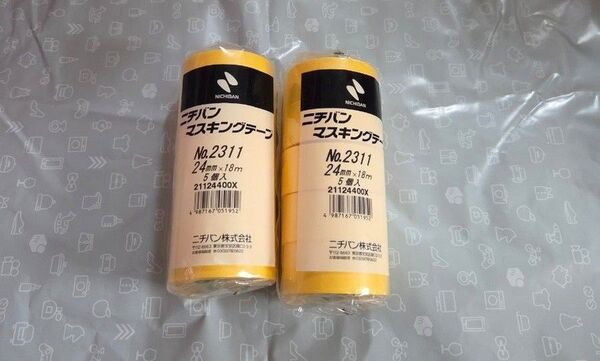 NICHIBAN
ニチバン
マスキングテープ
No.2311
24mm×18m
5個入
21124400X
4987167051952
ニチバン株式会社
NICHIBAN
ニチバン
マスキングテー
No.2311
24mm×18m
5個入
21124400X
4987167051952
ニチバン株式会社